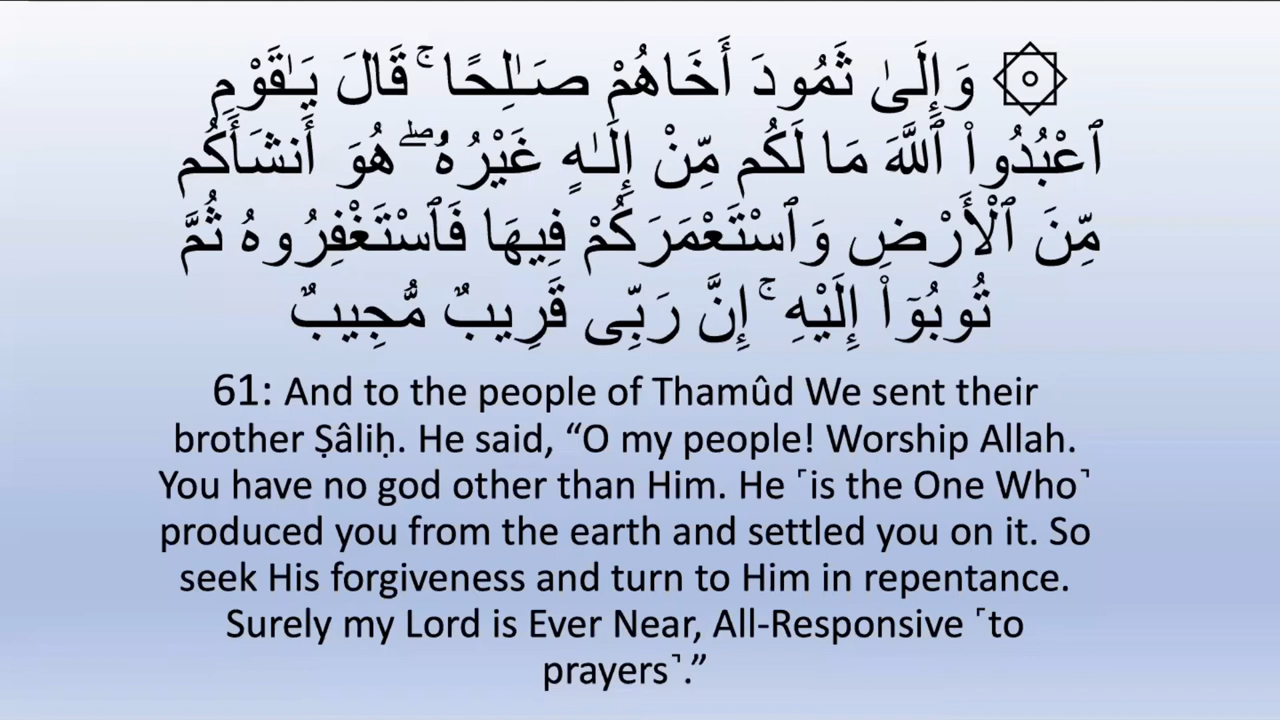 ۞ وَإِلَىٰ ثَمُودَ أَخَاهُمْ صَـٰلِحًا ۚ قَالَ يَـٰقَوْمِ
ٱعْبُدُوا۟ ٱللَّهَ مَا لَكُم مِّنْ إِلَـٰهٍ غَيْرُهُۥ ۖ هُوَ أَنشَأَكُم
مِّنَ ٱلْأَرْضِ وَٱسْتَعْمَرَكُمْ فِيهَا فَٱسْتَغْفِرُوهُ ثُمَّ
تُوبُوٓا۟ إِلَيْهِ ۚ إِنَّ رَبِّى قَرِيبٌ مُّجِيبٌ
61: And to the people of Thamûd We sent their
brother Ṣâliḥ. He said, “O my people! Worship Allah.
You have no god other than Him. He ˹is the One Who˺
produced you from the earth and settled you on it. So
seek His forgiveness and turn to Him in repentance.
Surely my Lord is Ever Near, All-Responsive ˹to
prayers˺.”